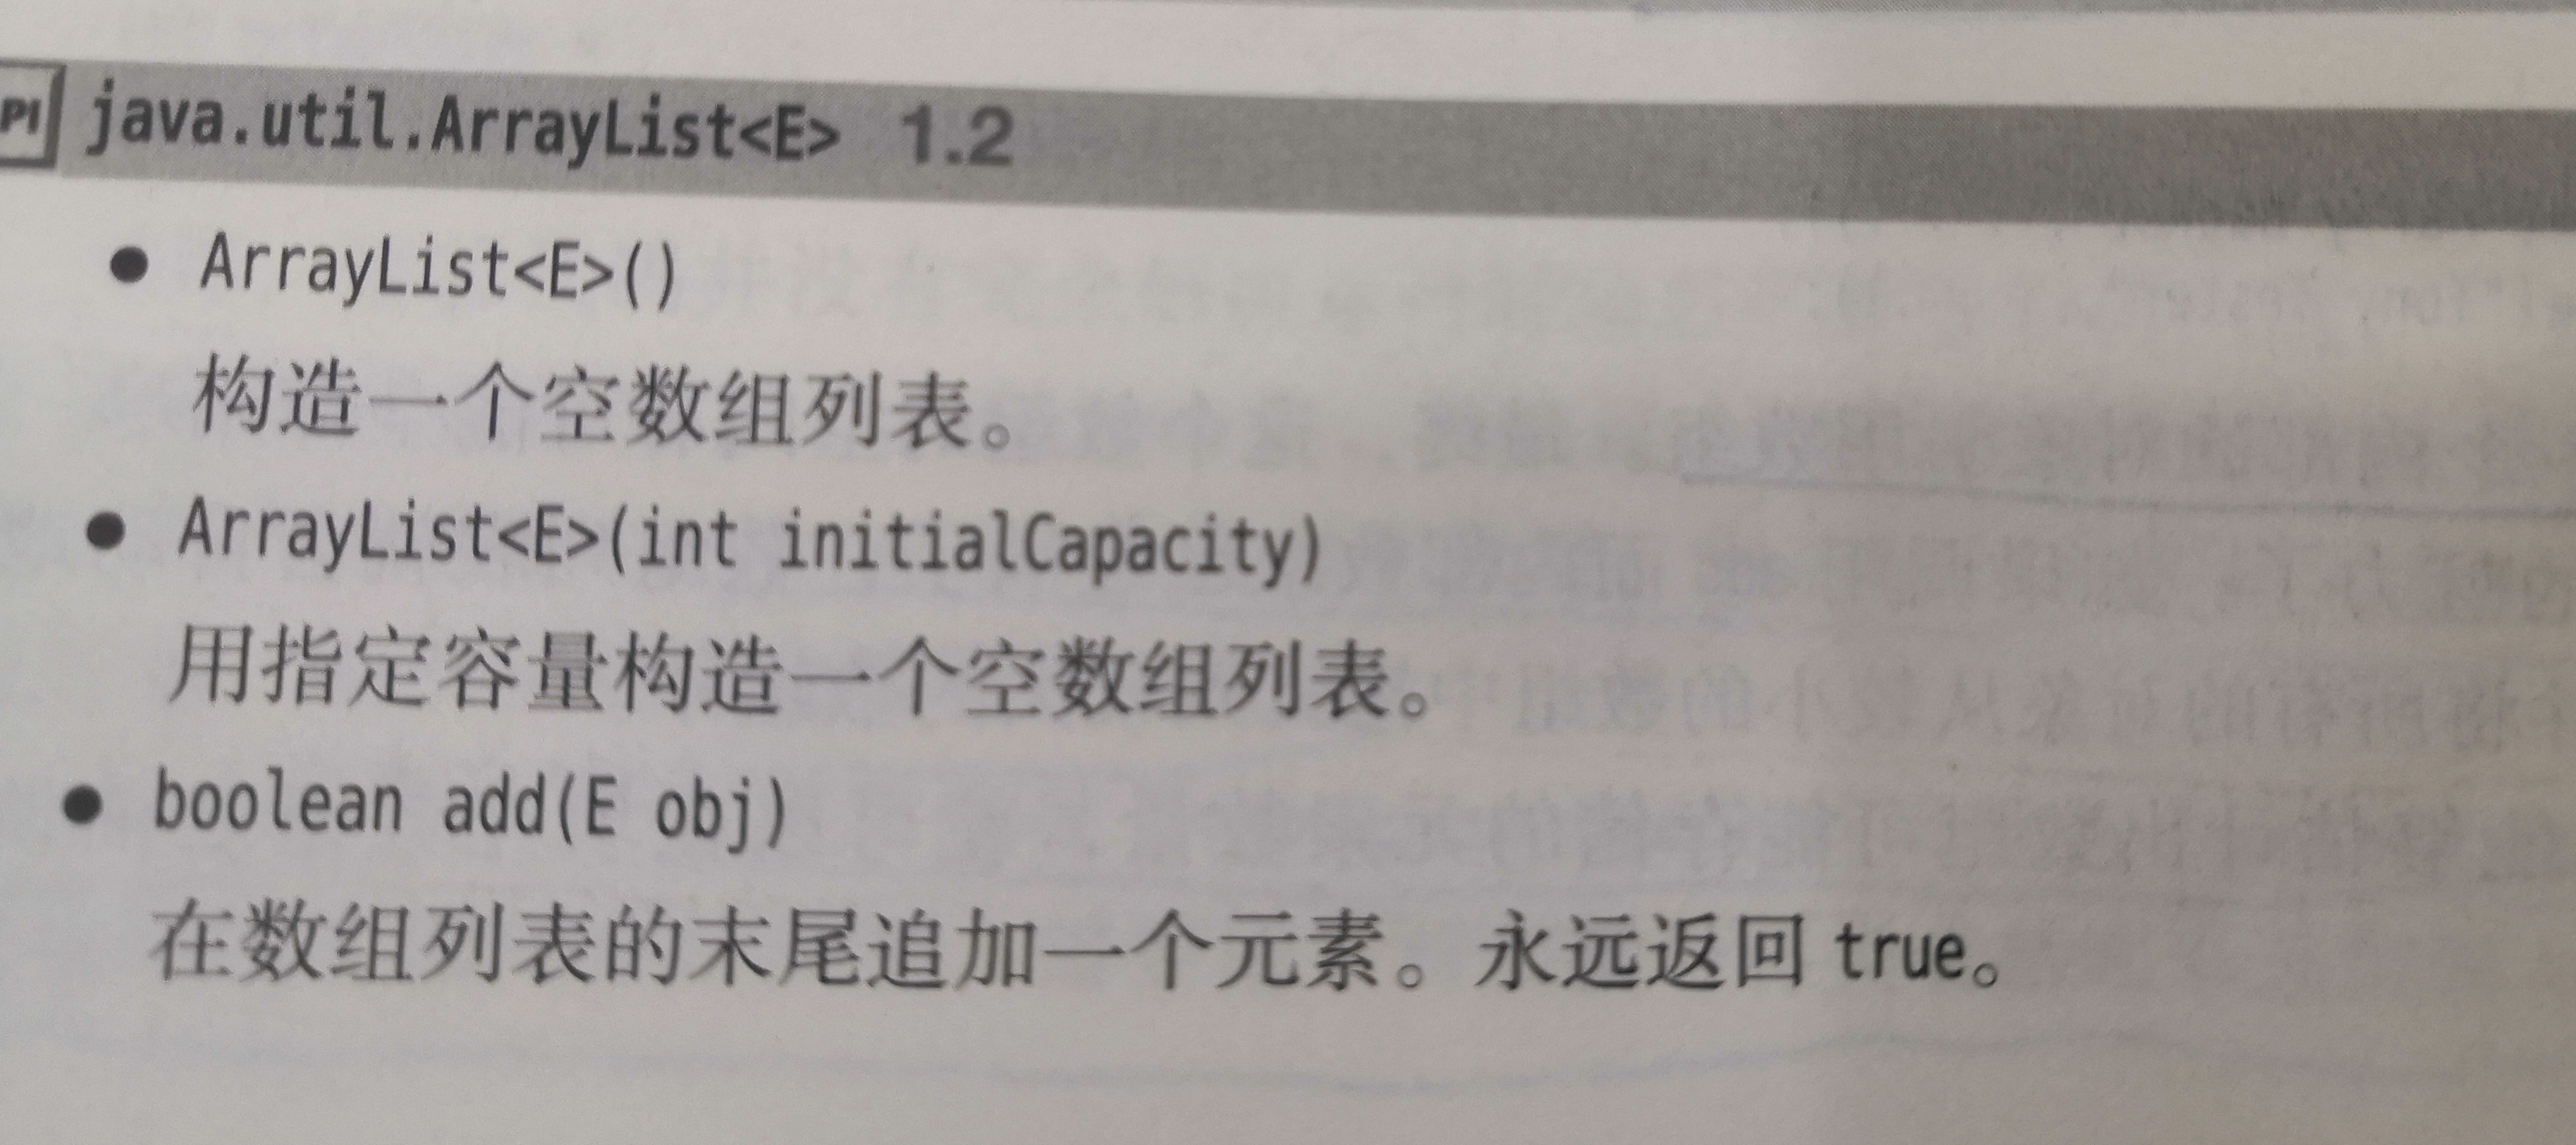 PI java.util.ArrayList<E> 1.2
● ArrayList<E>()
构造一个空数组列表。
● ArrayList<E>(int initialCapacity)
用指定容量构造一个空数组列表。
● boolean add(E obj)
在数组列表的末尾追加一个元素。永远返回 true。